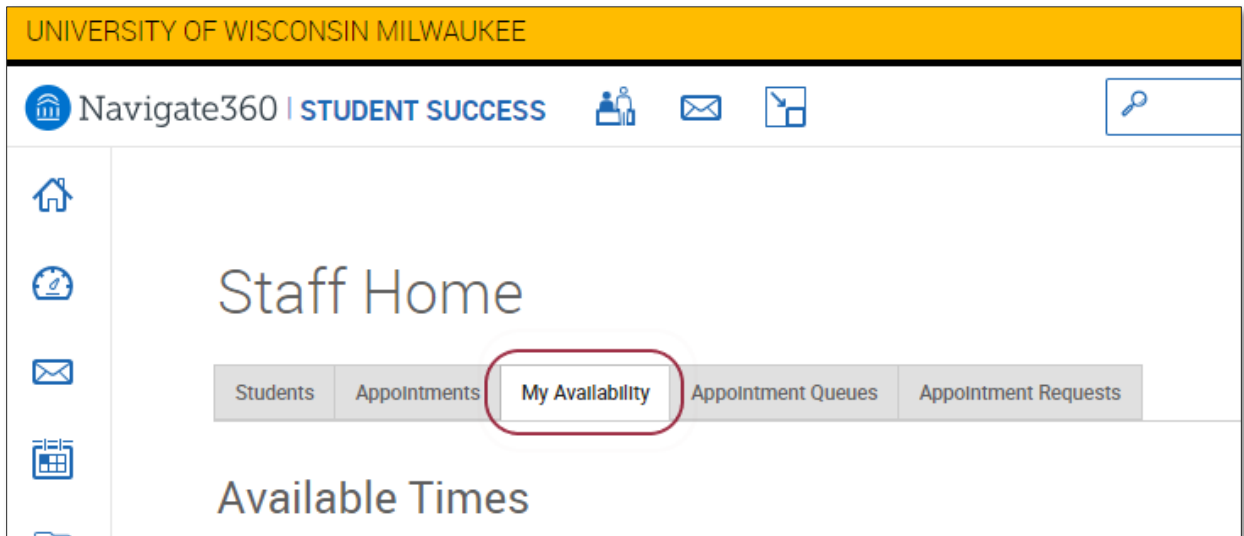 UNIVERSITY OF WISCONSIN MILWAUKEE
Navigate360 | STUDENT SUCCESS
Staff Home
Students Appointments My Availability Appointment Queues Appointment Requests
Available Times